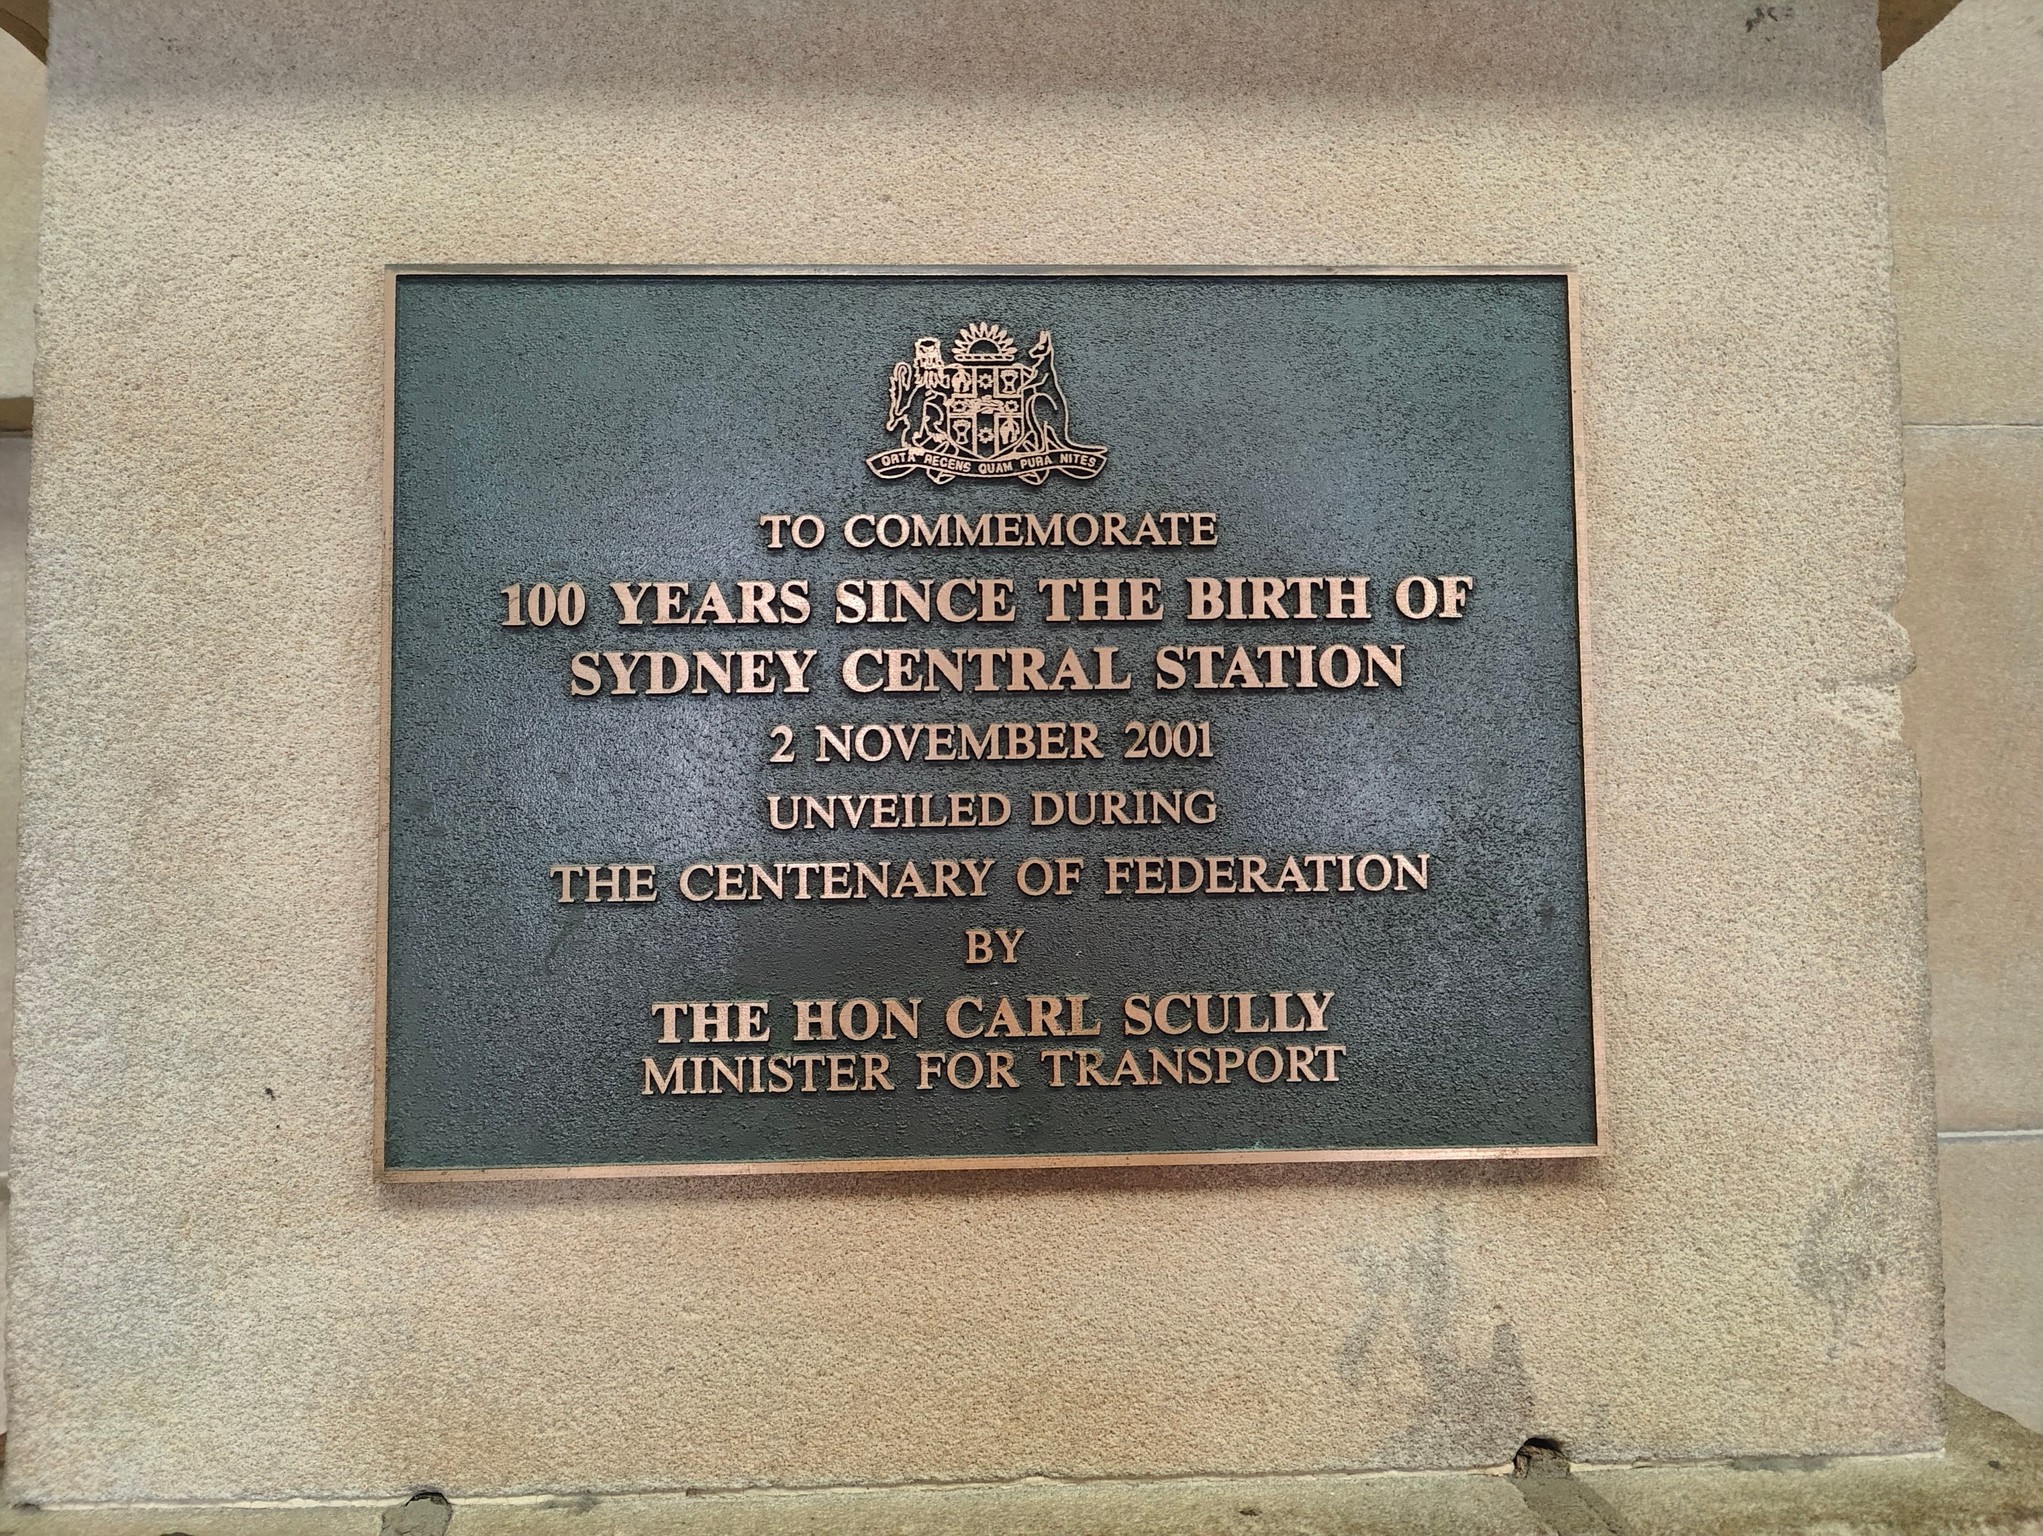 ORTA RECENS QUAM PURA NITES
TO COMMEMORATE
100 YEARS SINCE THE BIRTH OF
SYDNEY CENTRAL STATION
2 NOVEMBER 2001
UNVEILED DURING
THE CENTENARY OF FEDERATION
BY
THE HON CARL SCULLY
MINISTER FOR TRANSPORT